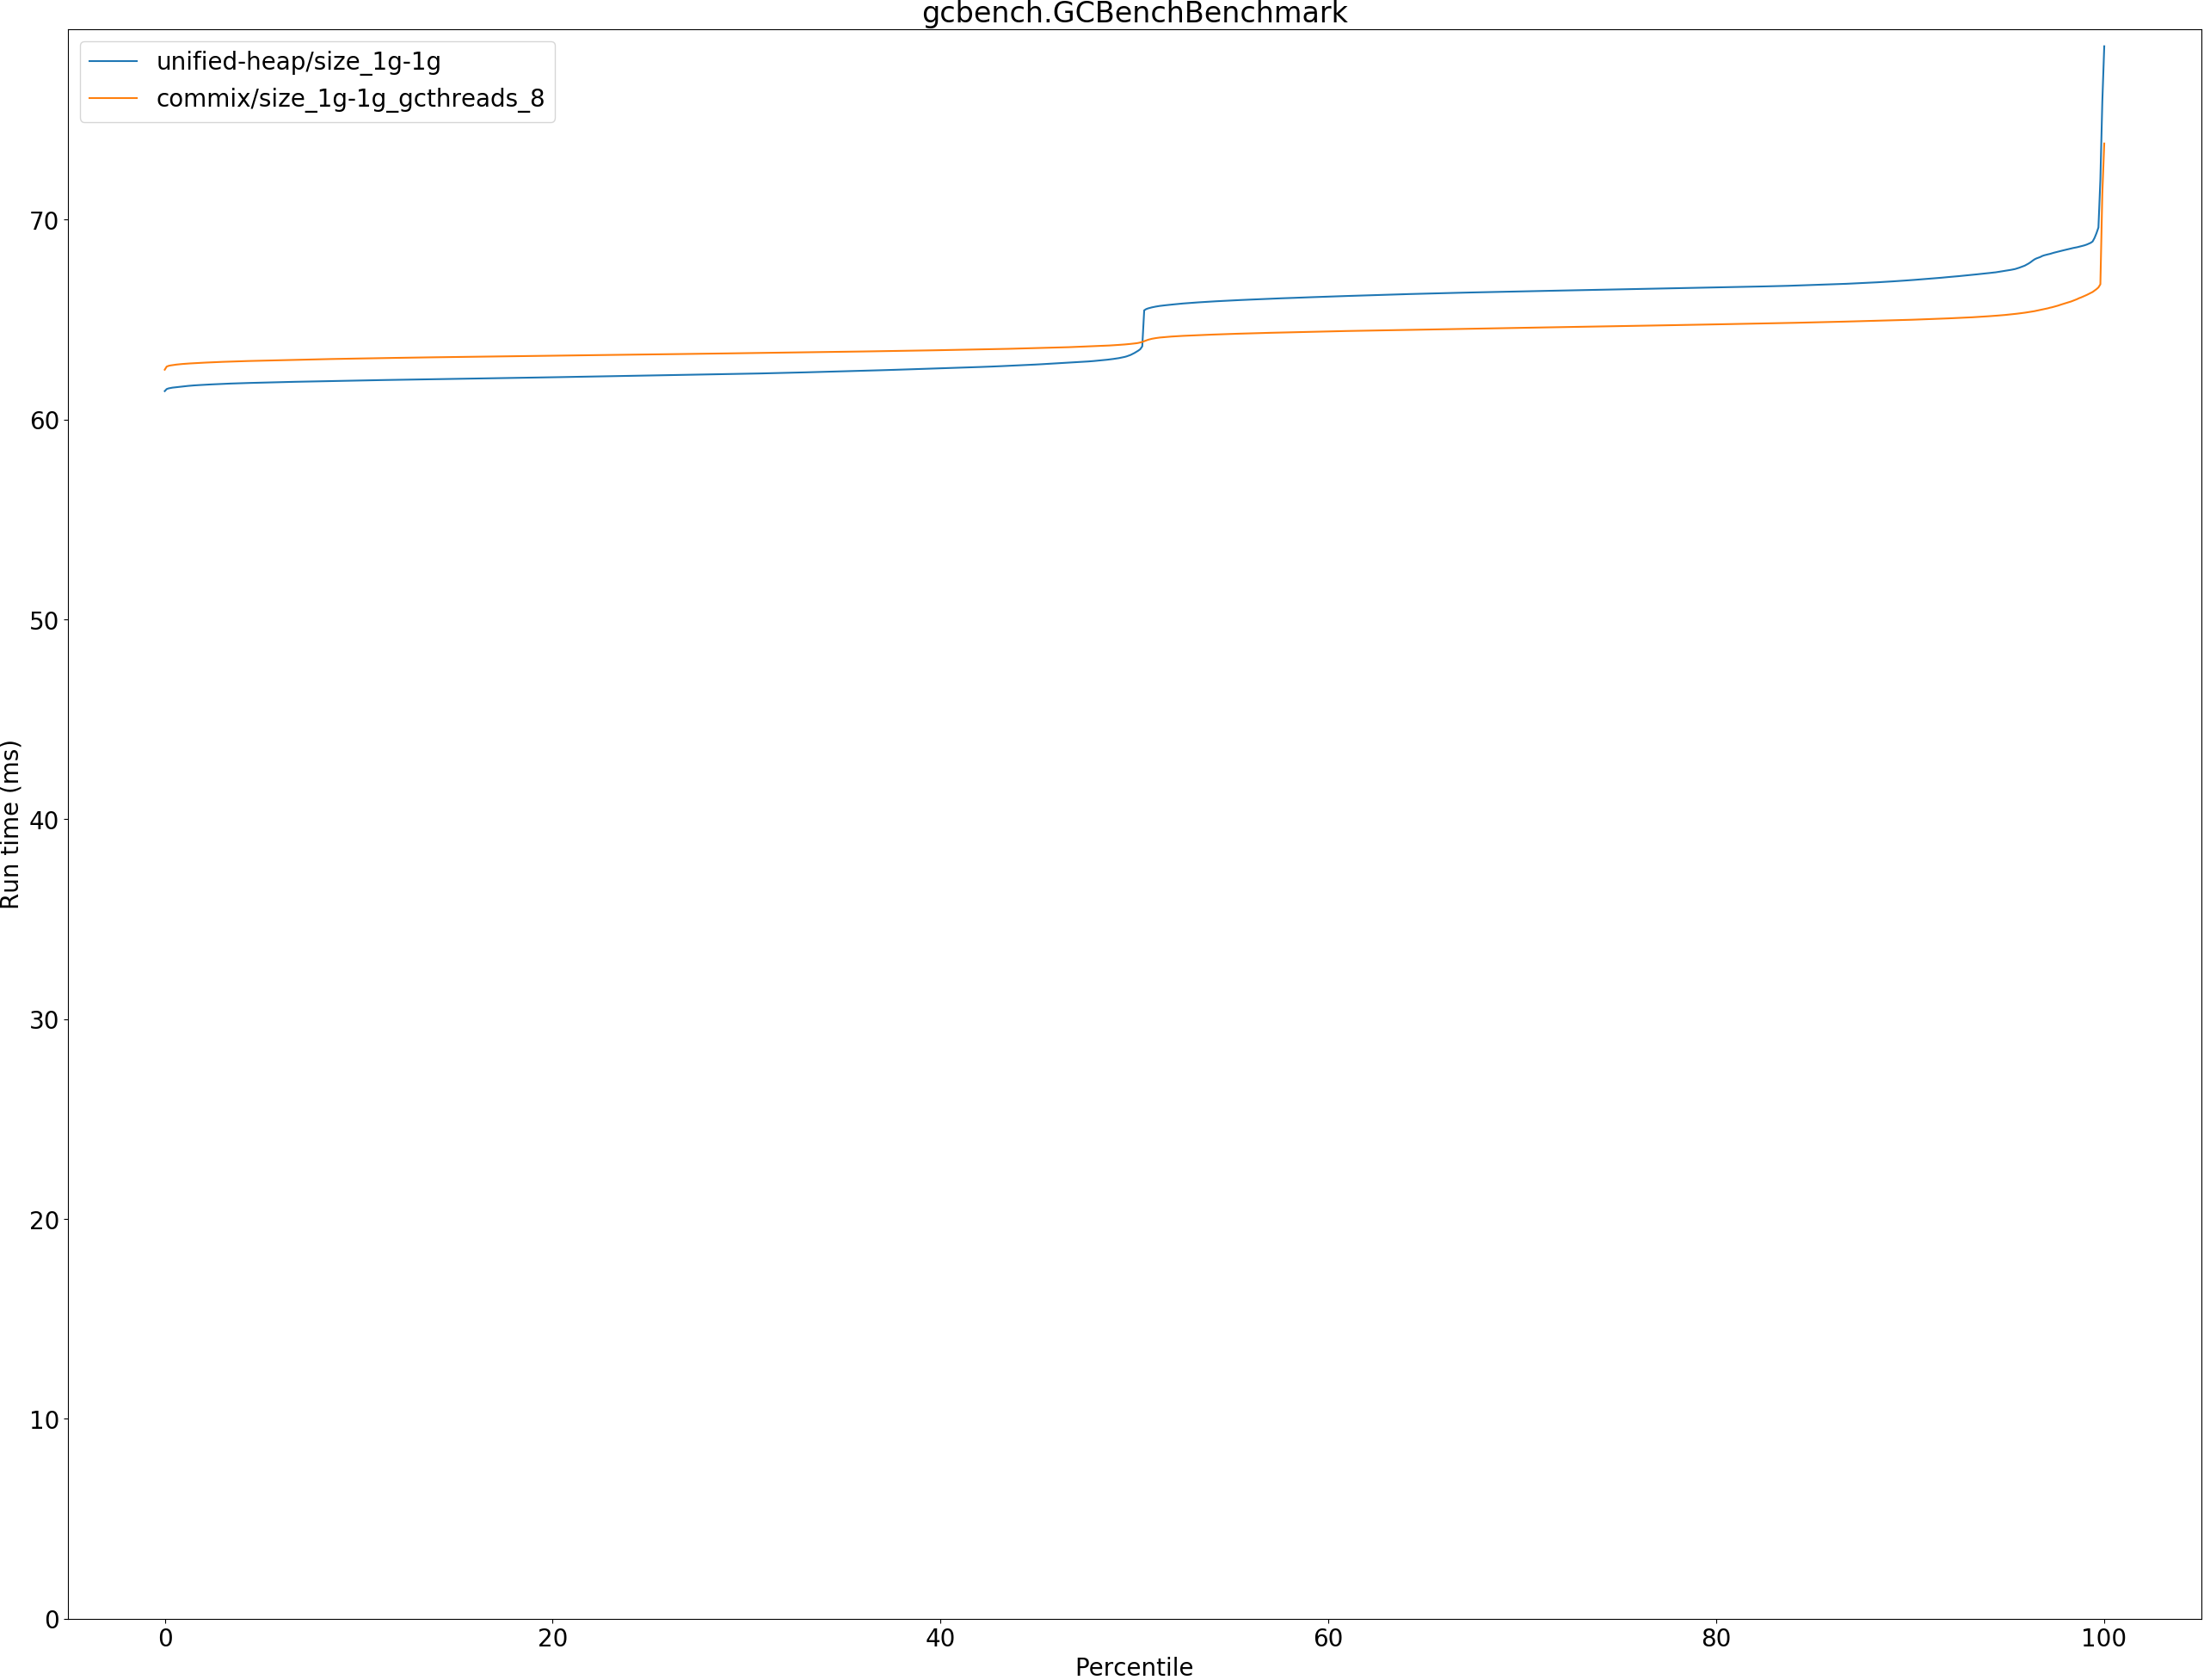 gcbench.GCBenchBenchmark
unified-heap/size_1g-1g
commix/size_1g-1g_gcthreads_8
70
60
50
40
30
20
10
0
Run time (ms)
0 20 40 60 80 100
Percentile